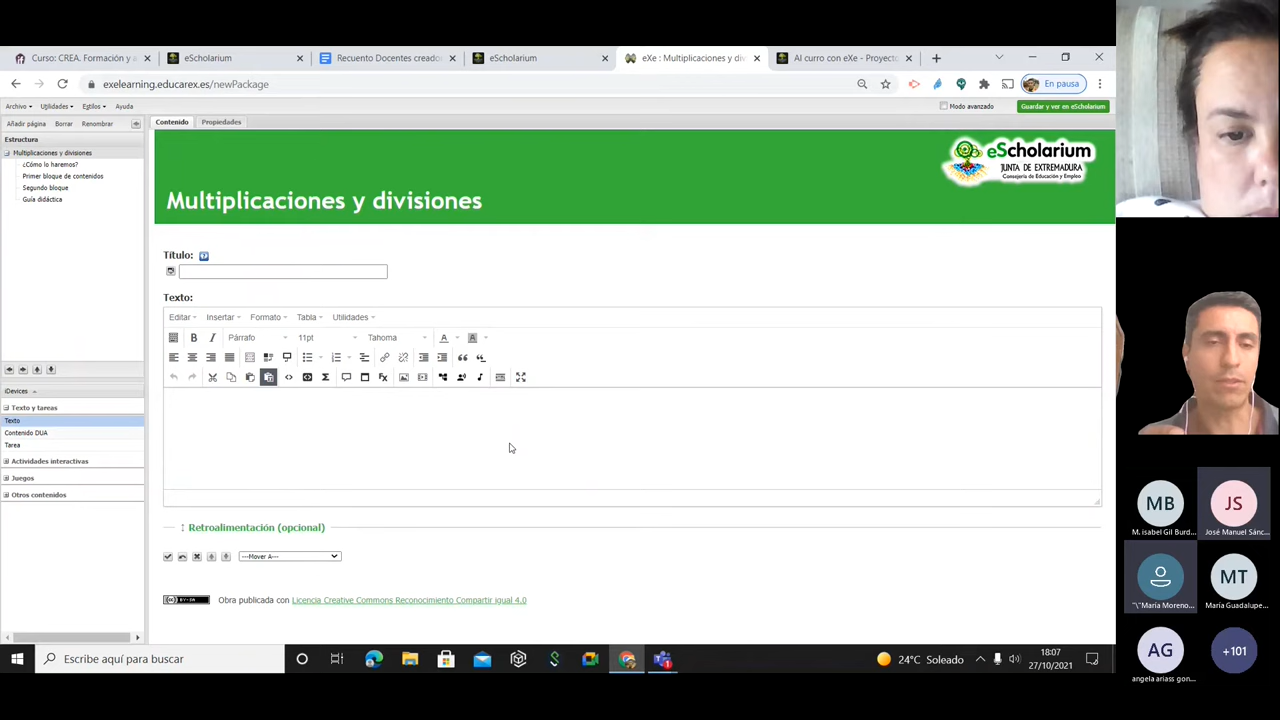 Curso: CREA. Formación y a
eScholarium
Recuento Docentes creado
eScholarium
eXe : Multiplicaciones y div
Al curro con eXe - Proyecto
exelearning.educarex.es/newPackage
En pausa
Archivo Utilidades Estilos Ayuda
Modo avanzado
Guardar y ver en eScholarium
Añadir página Borrar Renombrar
Contenido Propiedades
Estructura
Multiplicaciones y divisiones
¿Cómo lo haremos?
Primer bloque de contenidos
Segundo bloque
Guía didáctica
eScholarium
JUNTA DE EXTREMADURA
Consejería de Educación y Empleo
Multiplicaciones y divisiones
Título:
Texto:
Editar Insertar Formato Tabla Utilidades
Párrafo 11pt Tahoma
iDevices
Texto y tareas
Texto
Contenido DUA
Tarea
Actividades interactivas
Juegos
Otros contenidos
Retroalimentación (opcional)
---Mover A---
Obra publicada con Licencia Creative Commons Reconocimiento Compartir igual 4.0
Escribe aquí para buscar
24°C Soleado
18:07
27/10/2021
MB
M. isabel Gil Burd...
JS
José Manuel Sánc...
"\"María Moreno...
MT
María Guadalupe...
AG
angela ariass gon...
+101